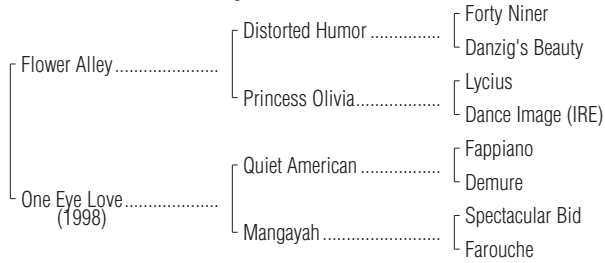 Forty Niner
Distorted Humor ...............
Danzig's Beauty
Flower Alley.....................
Lycius
Princess Olivia.................
Dance Image (IRE)
Fappiano
Quiet American ................
Demure
One Eye Love...................
(1998)
Spectacular Bid
Mangayah........................
Farouche